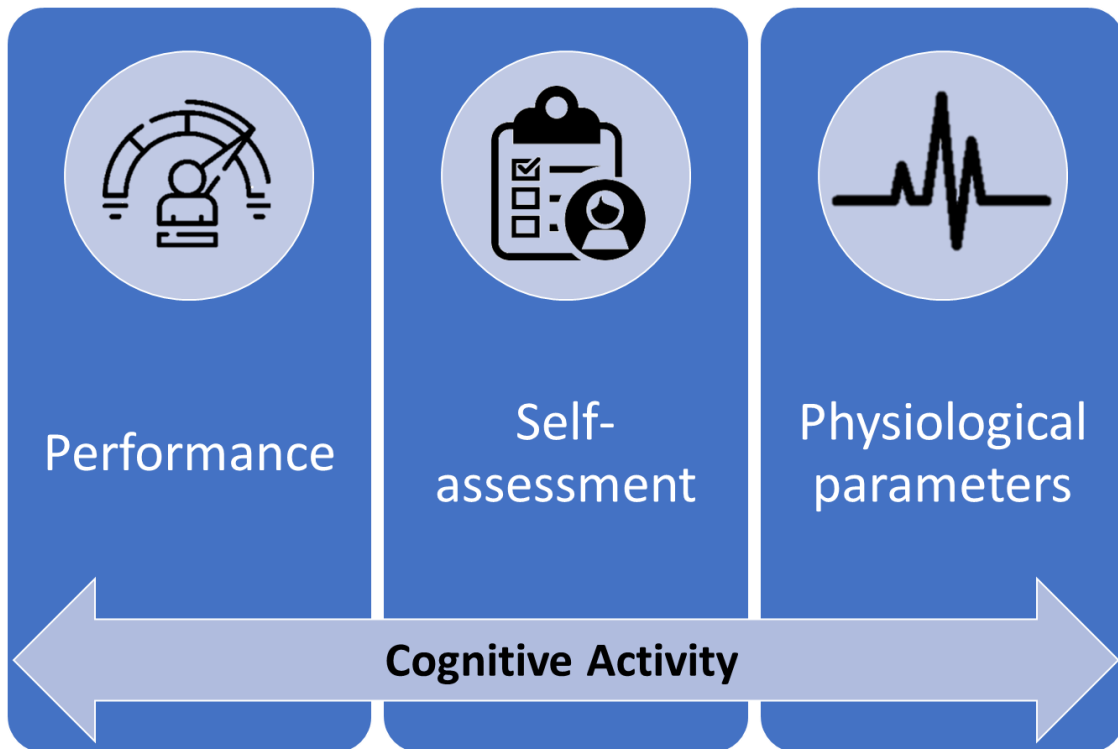 Performance
Self-
assessment
Physiological
parameters
Cognitive Activity